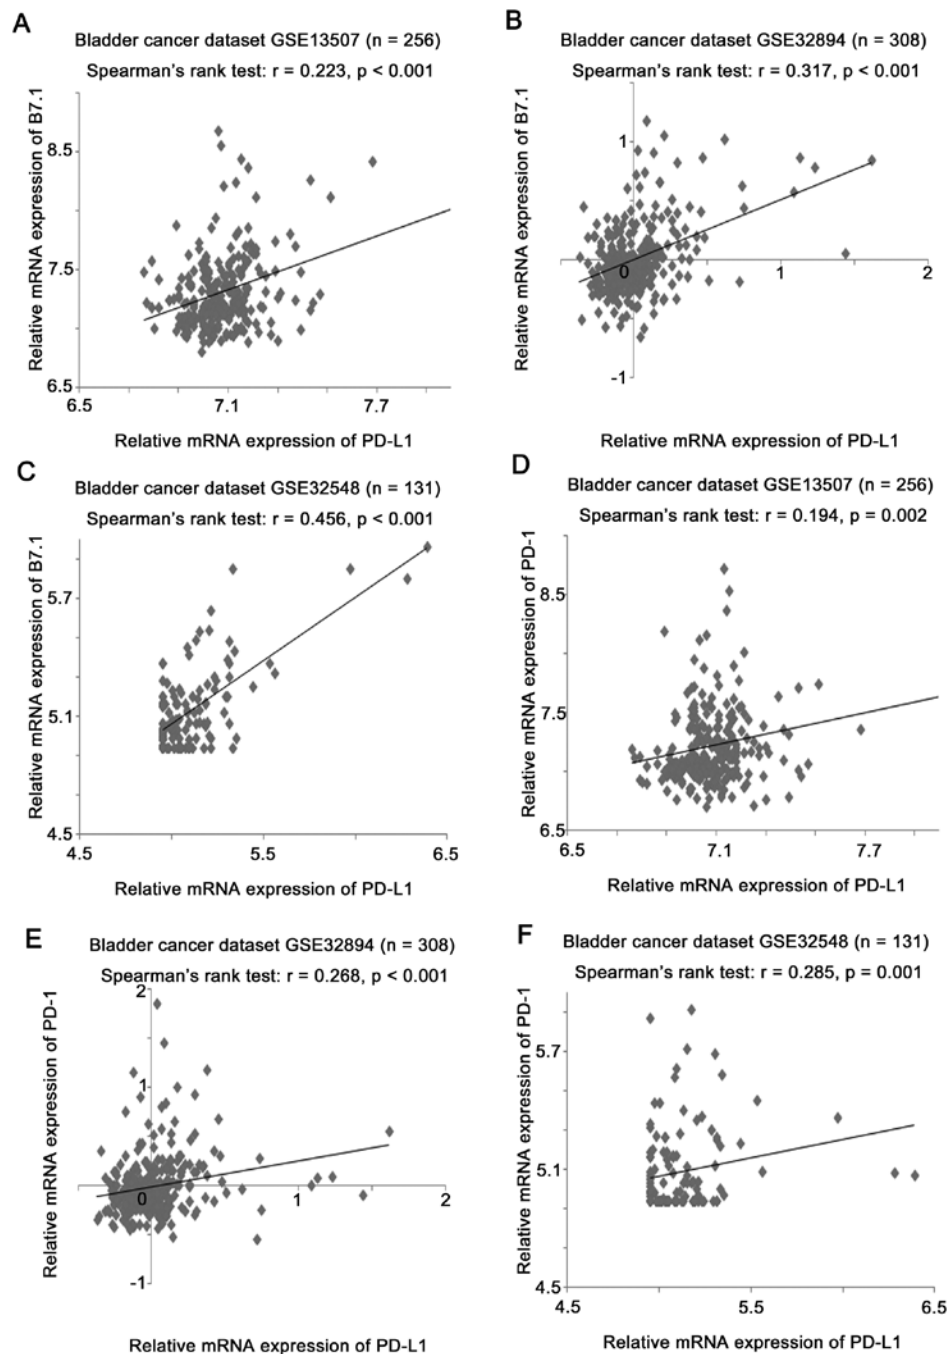 A
Bladder cancer dataset GSE13507 (n = 256)
Spearman's rank test: r = 0.223, p < 0.001
Relative mRNA expression of B7.1
8.5
7.5
6.5
6.5 7.1 7.7
Relative mRNA expression of PD-L1
B
Bladder cancer dataset GSE32894 (n = 308)
Spearman's rank test: r = 0.317, p < 0.001
Relative mRNA expression of B7.1
1
0 1 2
-1
Relative mRNA expression of PD-L1
C
Bladder cancer dataset GSE32548 (n = 131)
Spearman's rank test: r = 0.456, p < 0.001
Relative mRNA expression of B7.1
5.7
5.1
4.5
4.5 5.5 6.5
Relative mRNA expression of PD-L1
D
Bladder cancer dataset GSE13507 (n = 256)
Spearman's rank test: r = 0.194, p = 0.002
Relative mRNA expression of PD-1
8.5
7.5
6.5
6.5 7.1 7.7
Relative mRNA expression of PD-L1
E
Bladder cancer dataset GSE32894 (n = 308)
Spearman's rank test: r = 0.268, p < 0.001
Relative mRNA expression of PD-1
2
1
0 1 2
-1
Relative mRNA expression of PD-L1
F
Bladder cancer dataset GSE32548 (n = 131)
Spearman's rank test: r = 0.285, p = 0.001
Relative mRNA expression of PD-1
5.7
5.1
4.5
4.5 5.5 6.5
Relative mRNA expression of PD-L1